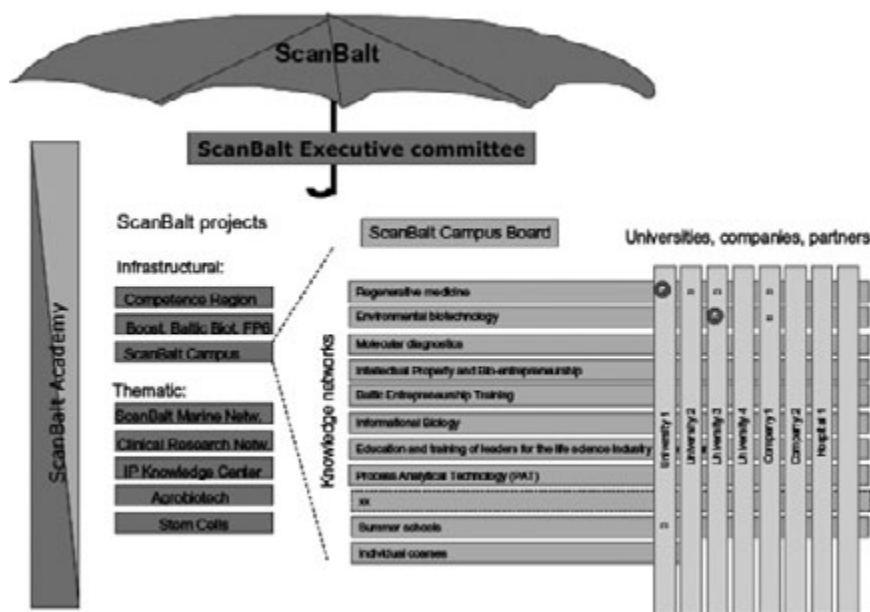 ScanBalt
ScanBalt Executive committee
ScanBalt Academy
ScanBalt projects
Infrastructural:
Competence Region
Boost. Baltic Biot. FP6
ScanBalt Campus
Thematic:
ScanBalt Marine Netw.
Clinical Research Netw.
IP Knowledge Center
Agrobiotech
Stem Cells
ScanBalt Campus Board
Knowledge networks
Regenerative medicine
Environmental biotechnology
Molecular diagnostics
Intellectual Property and Bio-entrepreneurship
Baltic Entrepreneurship Training
Informational Biology
Education and training of leaders for the life science industry
Process Analytical Technology (PAT)
xx
Summer schools
Individual courses
Universities, companies, partners
University 1
University 2
University 3
University 4
Company 1
Company 2
Hospital 1
n
n
n
n
n